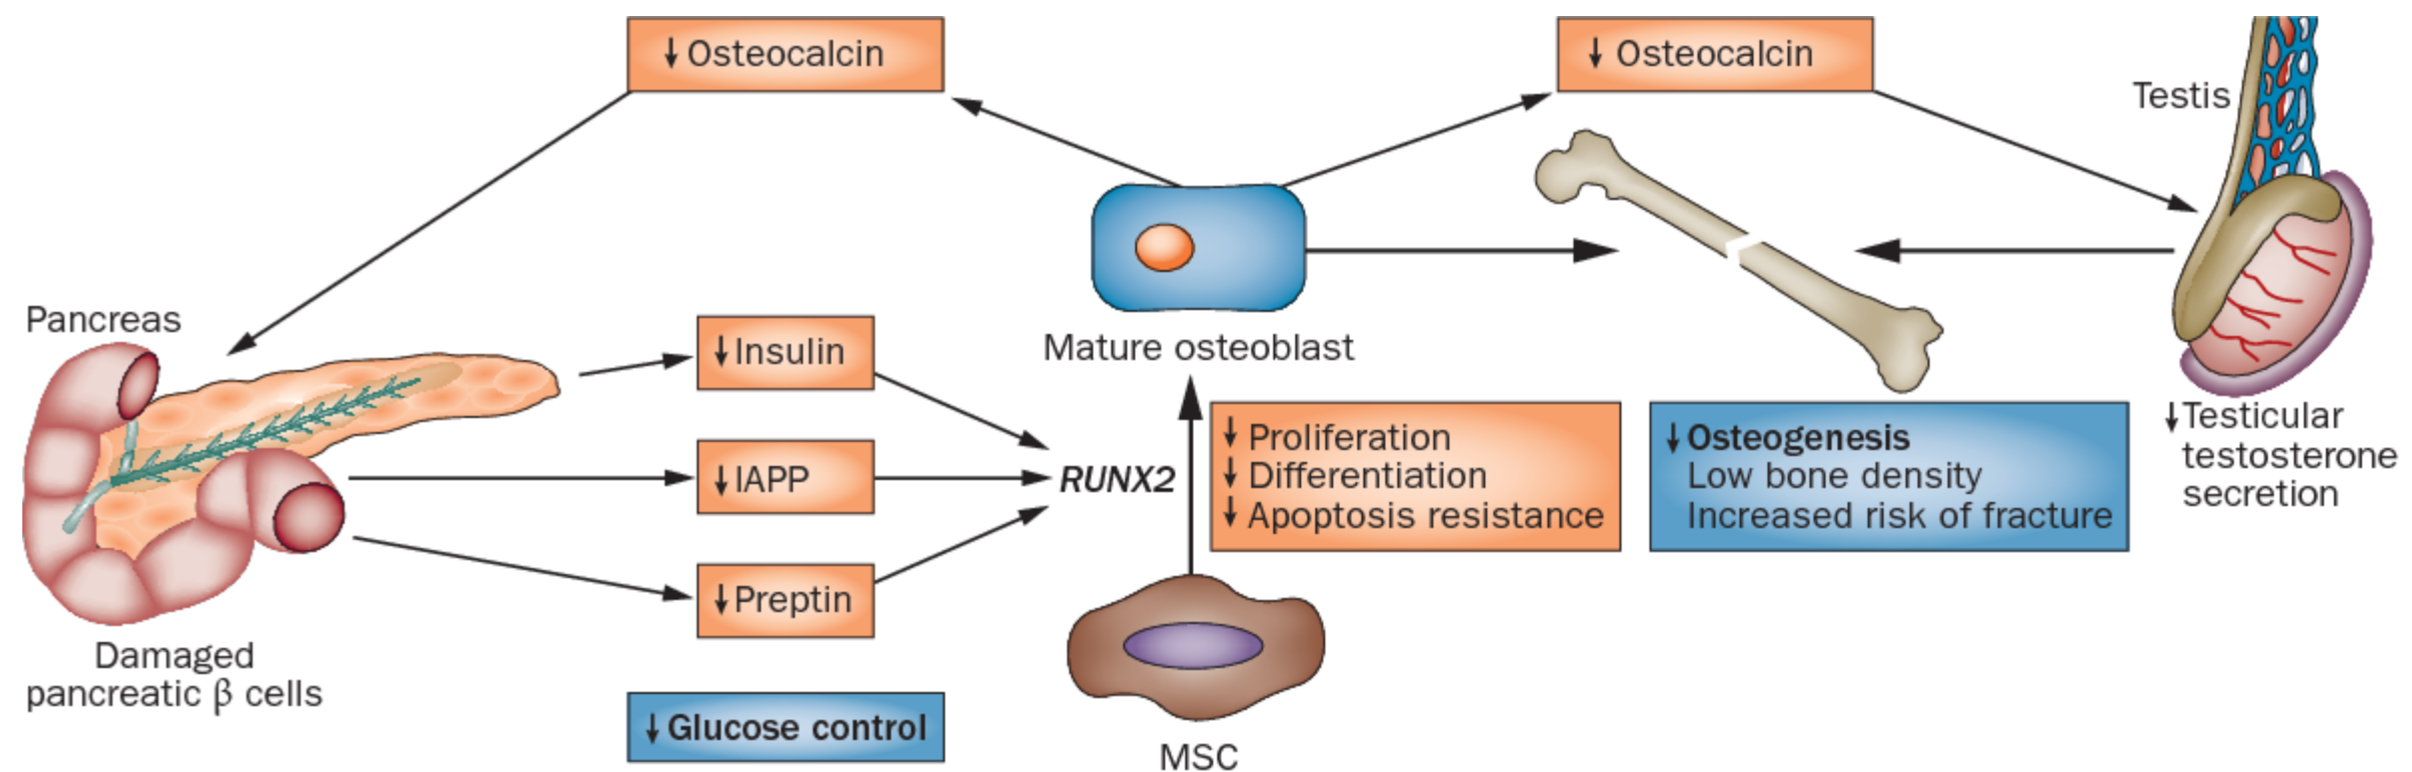 ↓ Osteocalcin
↓ Osteocalcin
Testis
Pancreas
↓ Insulin
Mature osteoblast
↓ IAPP
RUNX2
↓ Proliferation
↓ Differentiation
↓ Apoptosis resistance
↓ Osteogenesis
Low bone density
Increased risk of fracture
↓ Testicular
testosterone
secretion
↓ Preptin
Damaged
pancreatic β cells
↓ Glucose control
MSC